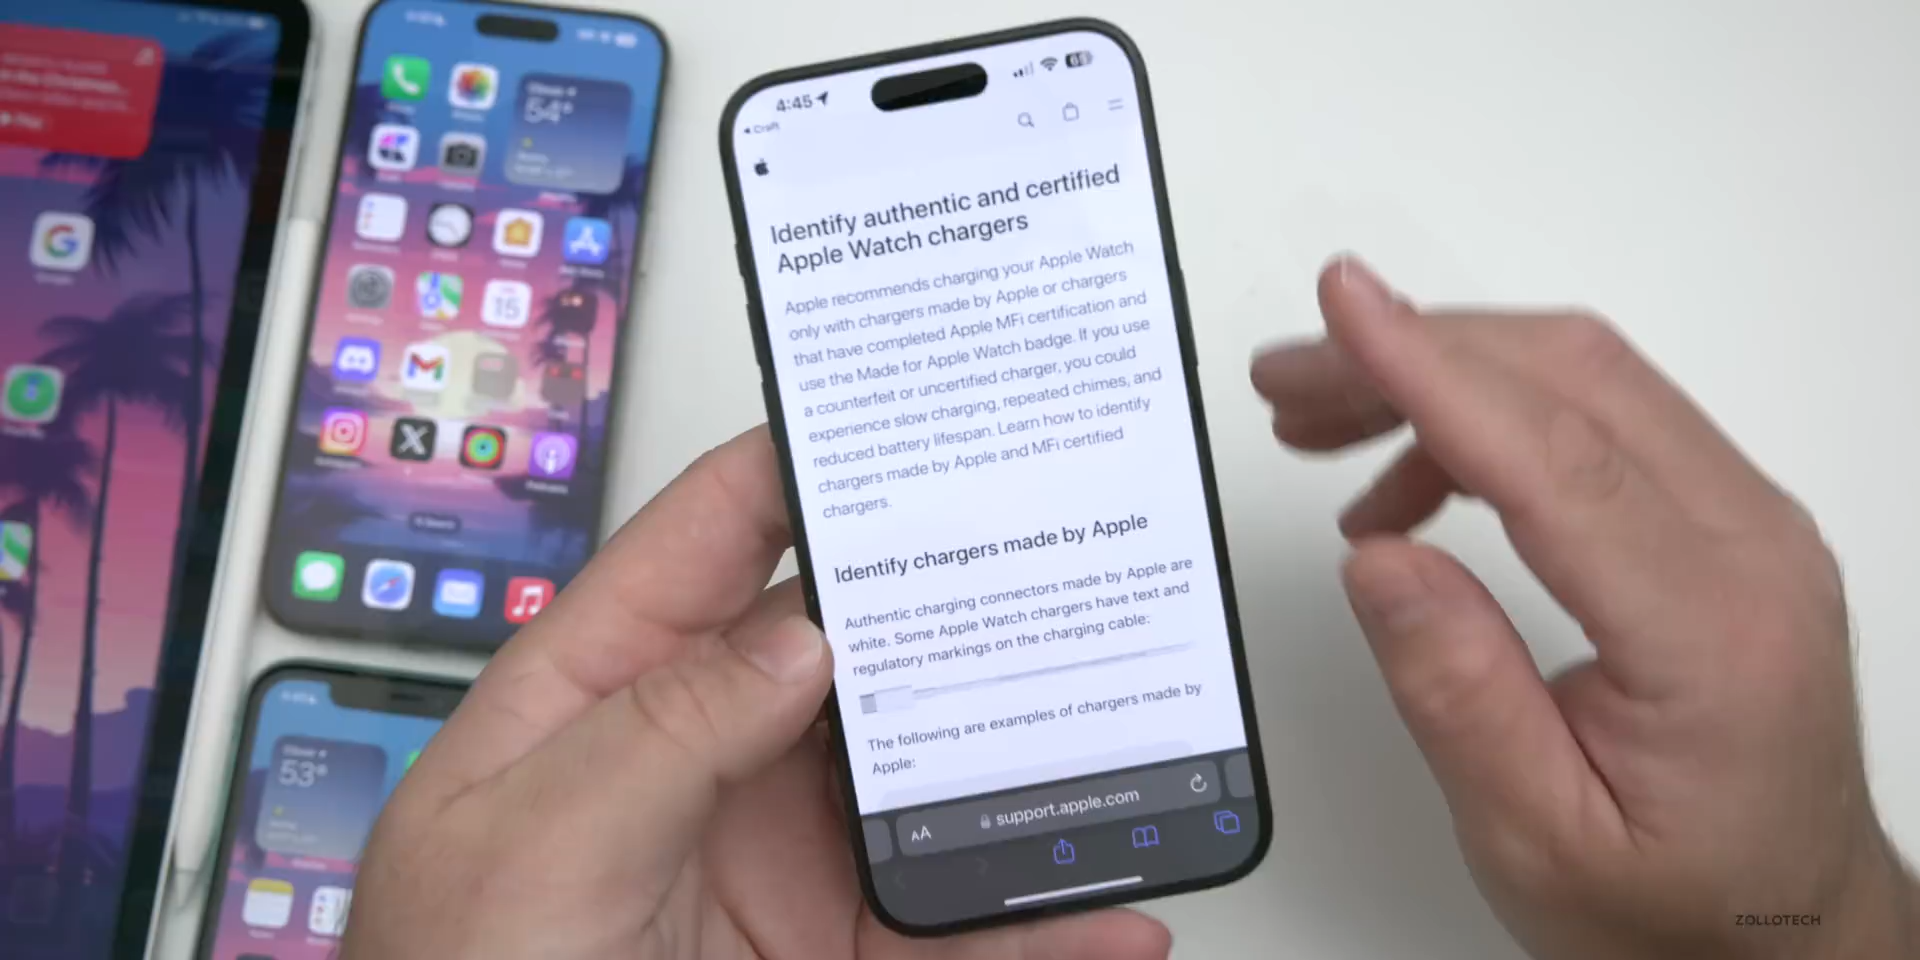 4:45
Craft
Identify authentic and certified
Apple Watch chargers
Apple recommends charging your Apple Watch
only with chargers made by Apple or chargers
that have completed Apple MFi certification and
use the Made for Apple Watch badge. If you use
a counterfeit or uncertified charger, you could
experience slow charging, repeated chimes, and
reduced battery lifespan. Learn how to identify
chargers made by Apple and MFi certified
chargers.
Identify chargers made by Apple
Authentic charging connectors made by Apple are
white. Some Apple Watch chargers have text and
regulatory markings on the charging cable:
The following are examples of chargers made by
Apple:
AA
support.apple.com
54°
15
53°
ZOLLOTECH